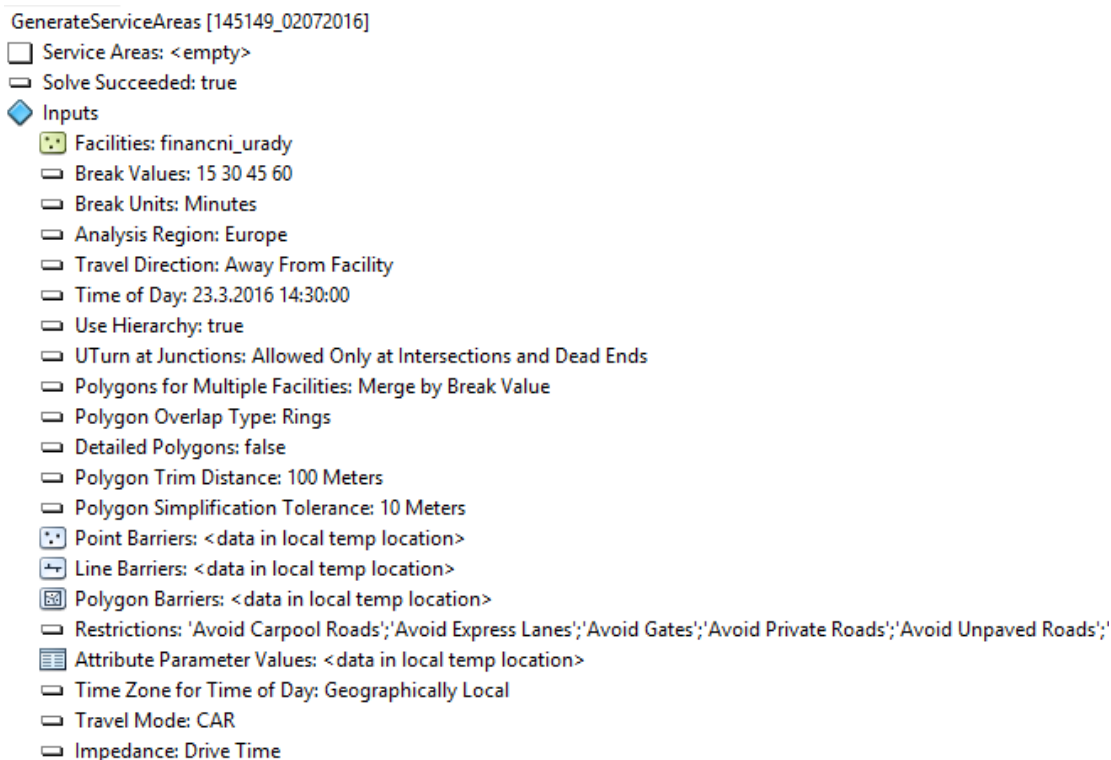 GenerateServiceAreas [145149_02072016]
Service Areas: <empty>
Solve Succeeded: true
Inputs
Facilities: financni_urady
Break Values: 15 30 45 60
Break Units: Minutes
Analysis Region: Europe
Travel Direction: Away From Facility
Time of Day: 23.3.2016 14:30:00
Use Hierarchy: true
UTurn at Junctions: Allowed Only at Intersections and Dead Ends
Polygons for Multiple Facilities: Merge by Break Value
Polygon Overlap Type: Rings
Detailed Polygons: false
Polygon Trim Distance: 100 Meters
Polygon Simplification Tolerance: 10 Meters
Point Barriers: <data in local temp location>
Line Barriers: <data in local temp location>
Polygon Barriers: <data in local temp location>
Restrictions: 'Avoid Carpool Roads';'Avoid Express Lanes';'Avoid Gates';'Avoid Private Roads';'Avoid Unpaved Roads';'
Attribute Parameter Values: <data in local temp location>
Time Zone for Time of Day: Geographically Local
Travel Mode: CAR
Impedance: Drive Time